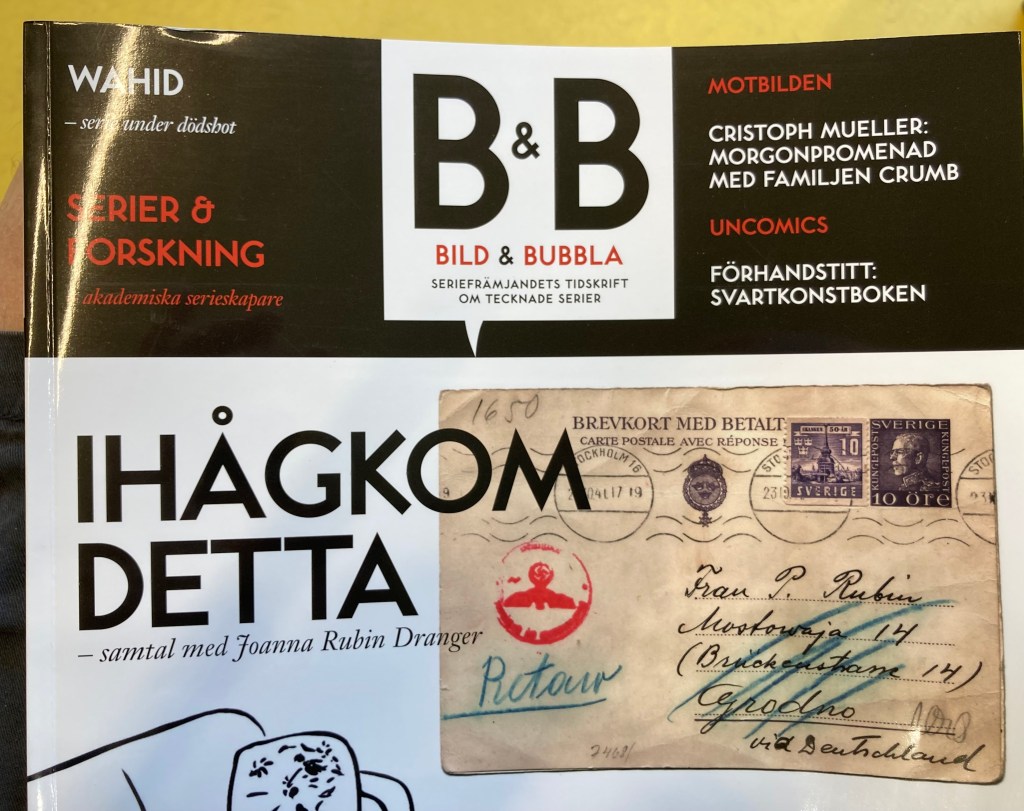 WAHID
– serie under dödshot
SERIER &
FORSKNING
akademiska serieskapare
B&B
BILD & BUBBLA
SERIEFRÄMJANDETS TIDSKRIFT
OM TECKNADE SERIER
MOTBILDEN
CRISTOPH MUELLER:
MORGONPROMENAD
MED FAMILJEN CRUMB
UNCOMICS
FÖRHANDSTITT:
SVARTKONSTBOKEN
IHÅGKOM
DETTA
– samtal med Joanna Rubin Dranger
1650
BREVKORT MED BETALT
CARTE POSTALE AVEC RÉPONSE
STOCKHOLM 16
SKANSEN 50 ÅR
10
SVERIGE
SVERIGE
10 ÖRE
Frau P. Rubin
Mostowaja 14
(Brückenstrasse 14)
Grodno
via Deutschland
Retour